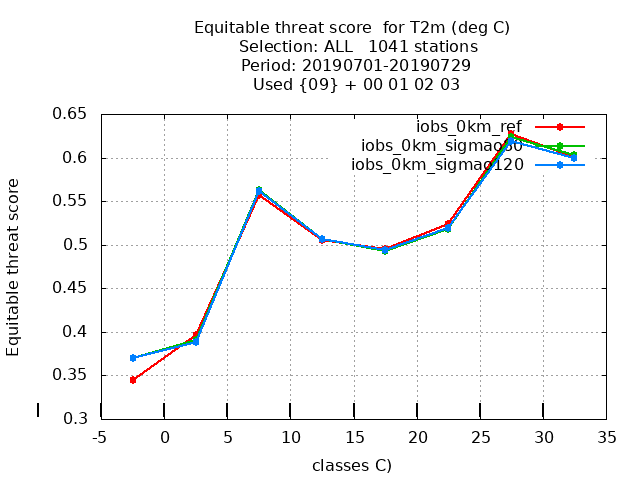 Equitable threat score  for T2m (deg C)
Selection: ALL   1041 stations
Period: 20190701-20190729
Used {09} + 00 01 02 03
iobs_0km_ref
iobs_0km_sigmao80
iobs_0km_sigmao120
Equitable threat score
0.65
0.6
0.55
0.5
0.45
0.4
0.35
0.3
-5 0 5 10 15 20 25 30 35
classes C)